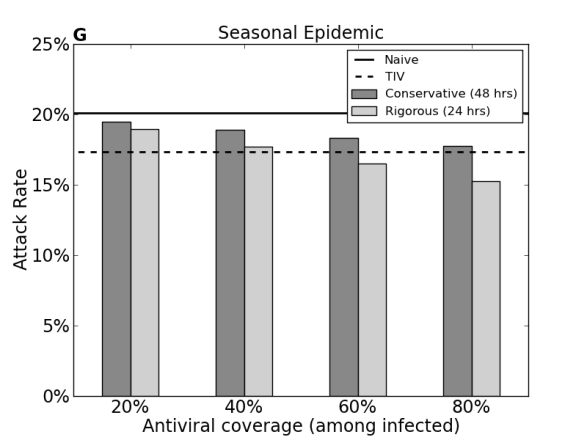 G
Seasonal Epidemic
25%
20%
15%
10%
5%
0%
Attack Rate
Naive
TIV
Conservative (48 hrs)
Rigorous (24 hrs)
20% 40% 60% 80%
Antiviral coverage (among infected)